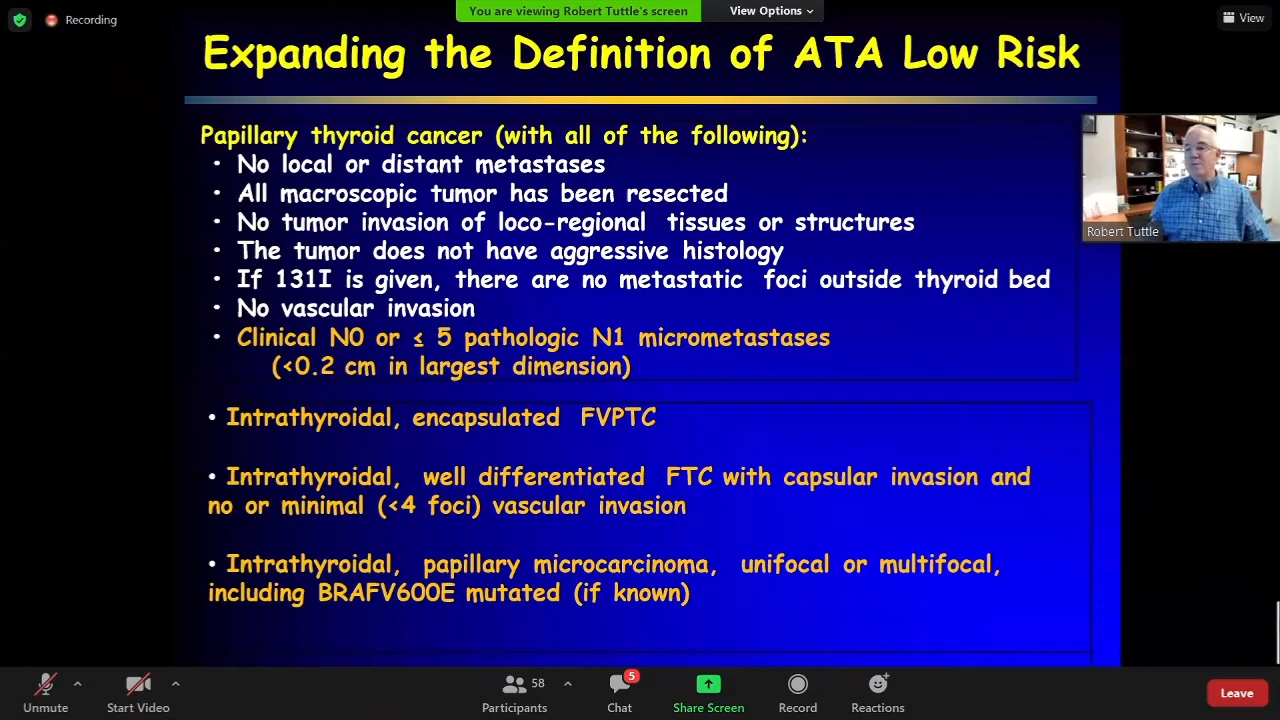 Recording
You are viewing Robert Tuttle's screen
View Options
View
Expanding the Definition of ATA Low Risk
Papillary thyroid cancer (with all of the following):
• No local or distant metastases
• All macroscopic tumor has been resected
• No tumor invasion of loco-regional tissues or structures
• The tumor does not have aggressive histology
• If 131I is given, there are no metastatic foci outside thyroid bed
• No vascular invasion
• Clinical N0 or ≤ 5 pathologic N1 micrometastases
(<0.2 cm in largest dimension)
• Intrathyroidal, encapsulated FVPTC
• Intrathyroidal, well differentiated FTC with capsular invasion and
no or minimal (<4 foci) vascular invasion
• Intrathyroidal, papillary microcarcinoma, unifocal or multifocal,
including BRAFV600E mutated (if known)
Robert Tuttle
Unmute
Start Video
58
Participants
5
Chat
Share Screen
Record
Reactions
Leave